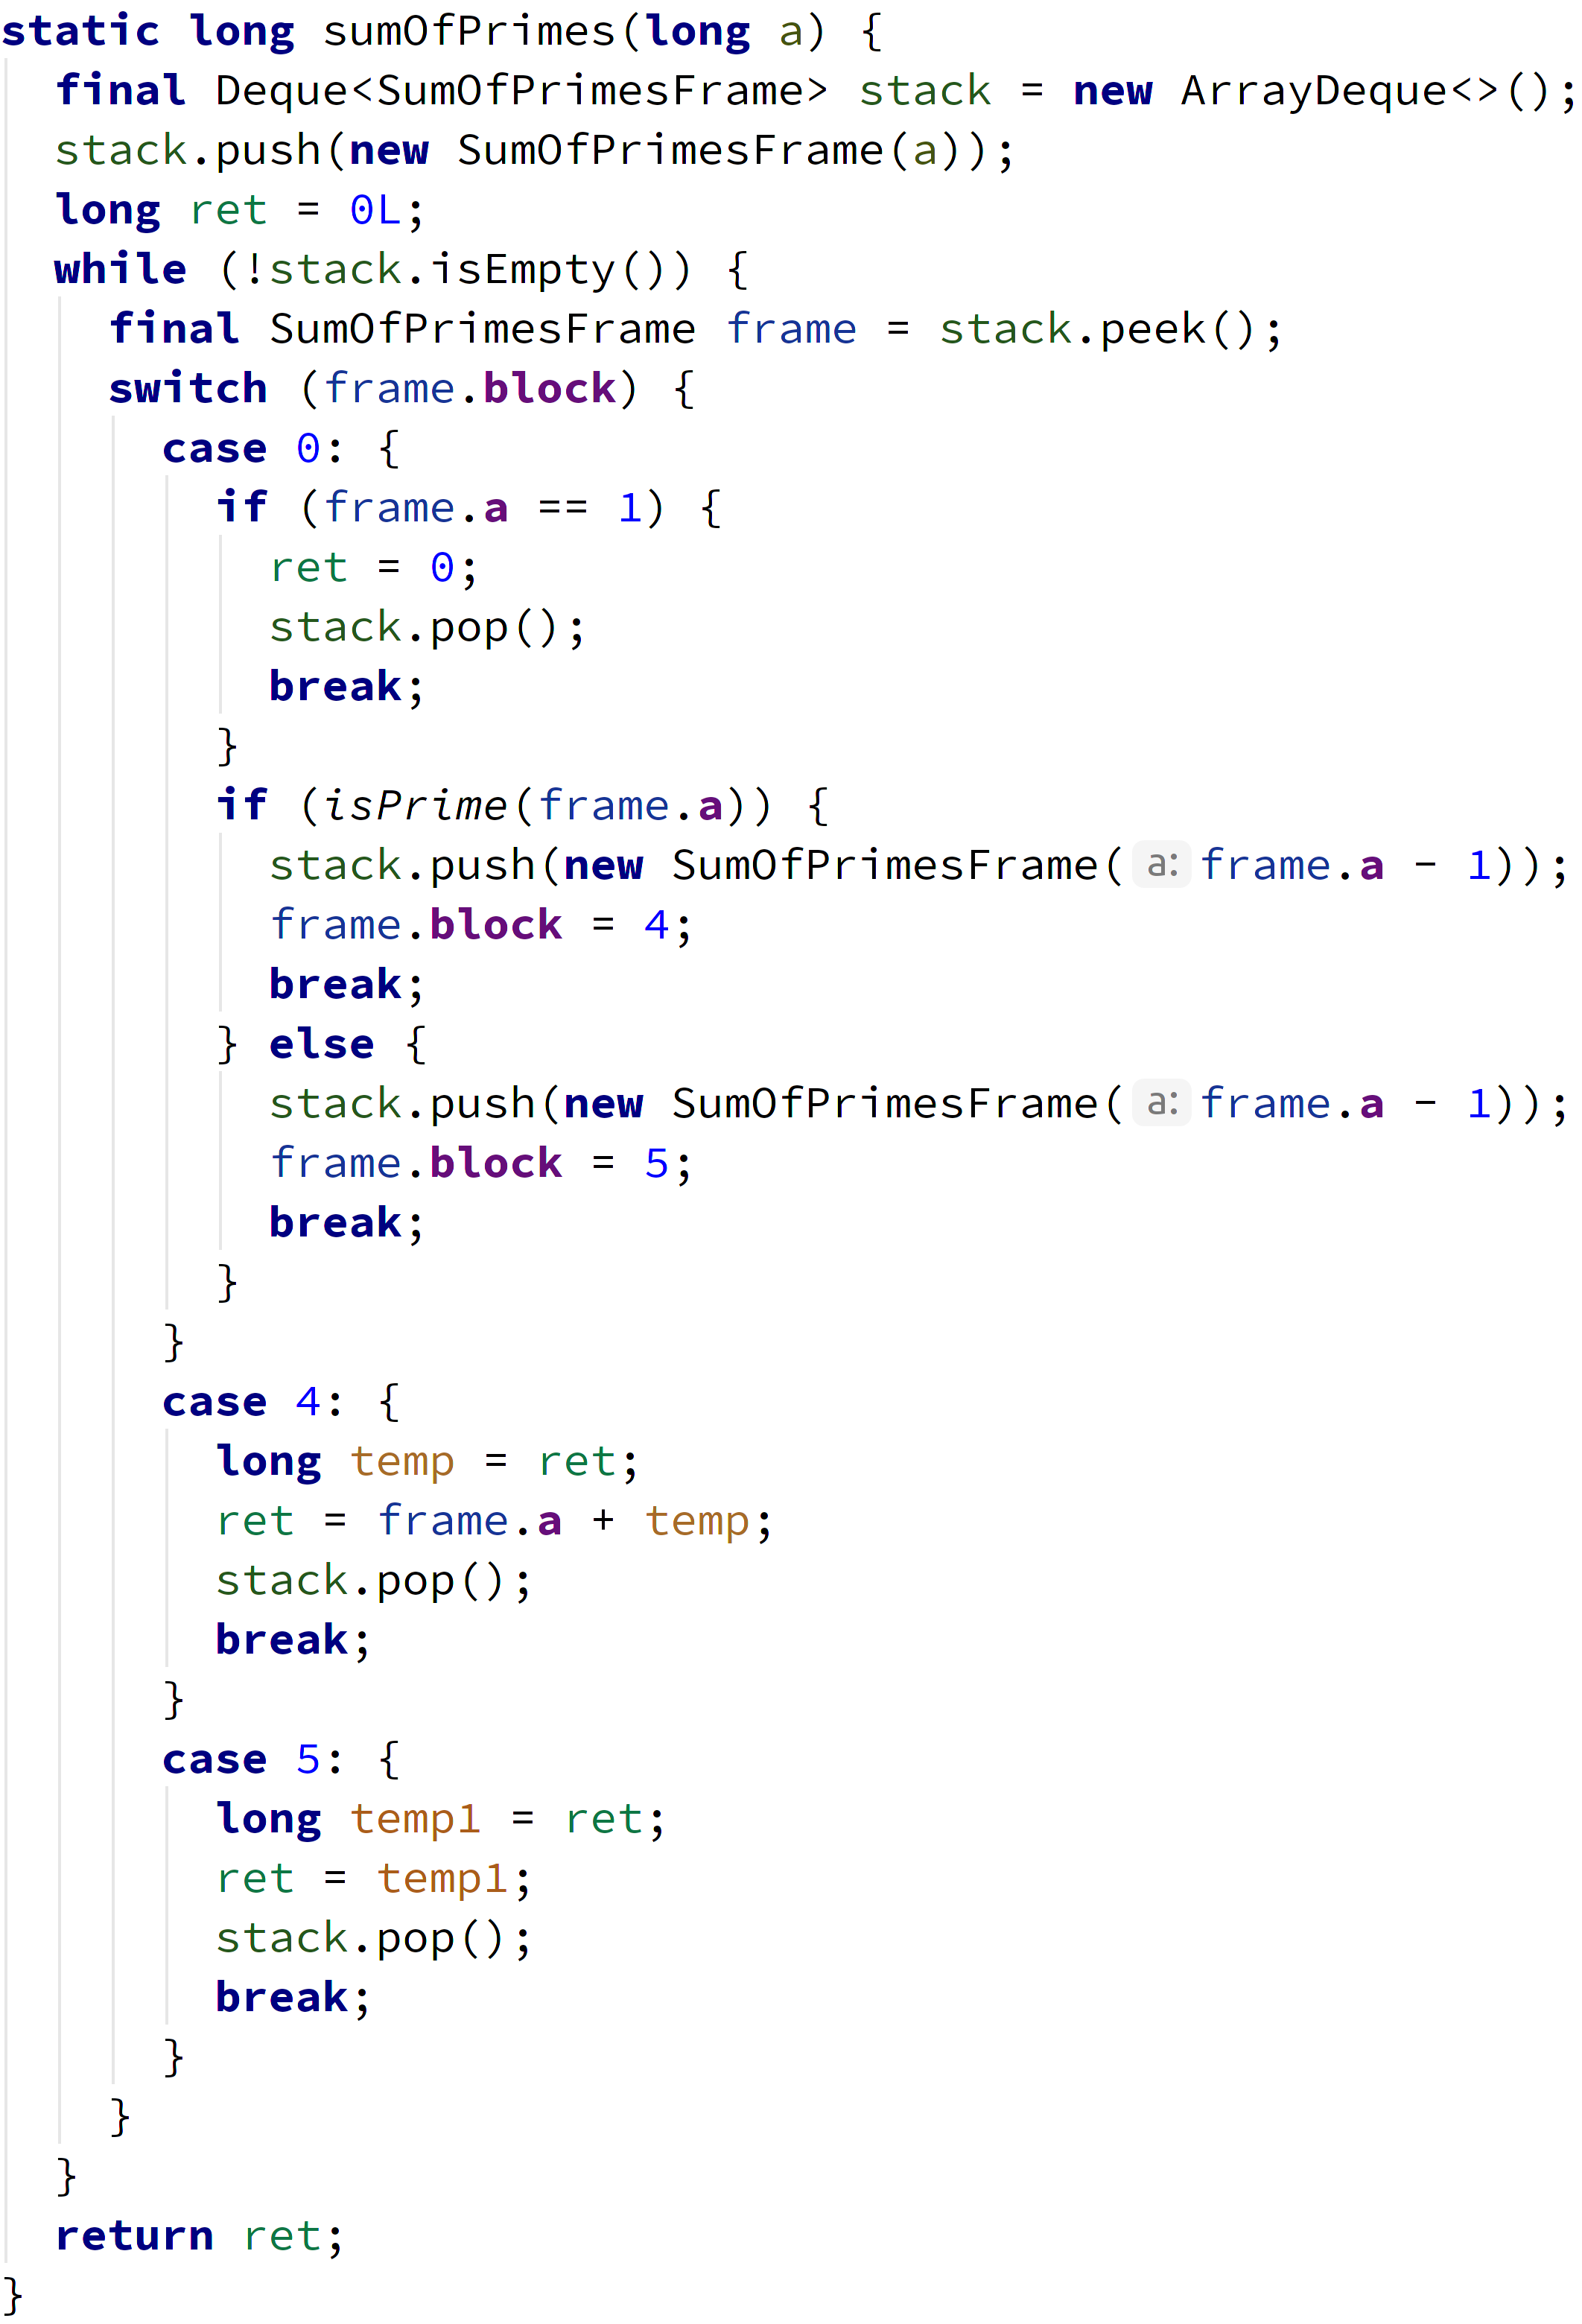 static long sumOfPrimes(long a) {
  final Deque<SumOfPrimesFrame> stack = new ArrayDeque<>();
  stack.push(new SumOfPrimesFrame(a));
  long ret = 0L;
  while (!stack.isEmpty()) {
    final SumOfPrimesFrame frame = stack.peek();
    switch (frame.block) {
      case 0: {
        if (frame.a == 1) {
          ret = 0;
          stack.pop();
          break;
        }
        if (isPrime(frame.a)) {
          stack.push(new SumOfPrimesFrame( a: frame.a - 1));
          frame.block = 4;
          break;
        } else {
          stack.push(new SumOfPrimesFrame( a: frame.a - 1));
          frame.block = 5;
          break;
        }
      }
      case 4: {
        long temp = ret;
        ret = frame.a + temp;
        stack.pop();
        break;
      }
      case 5: {
        long temp1 = ret;
        ret = temp1;
        stack.pop();
        break;
      }
    }
  }
  return ret;
}